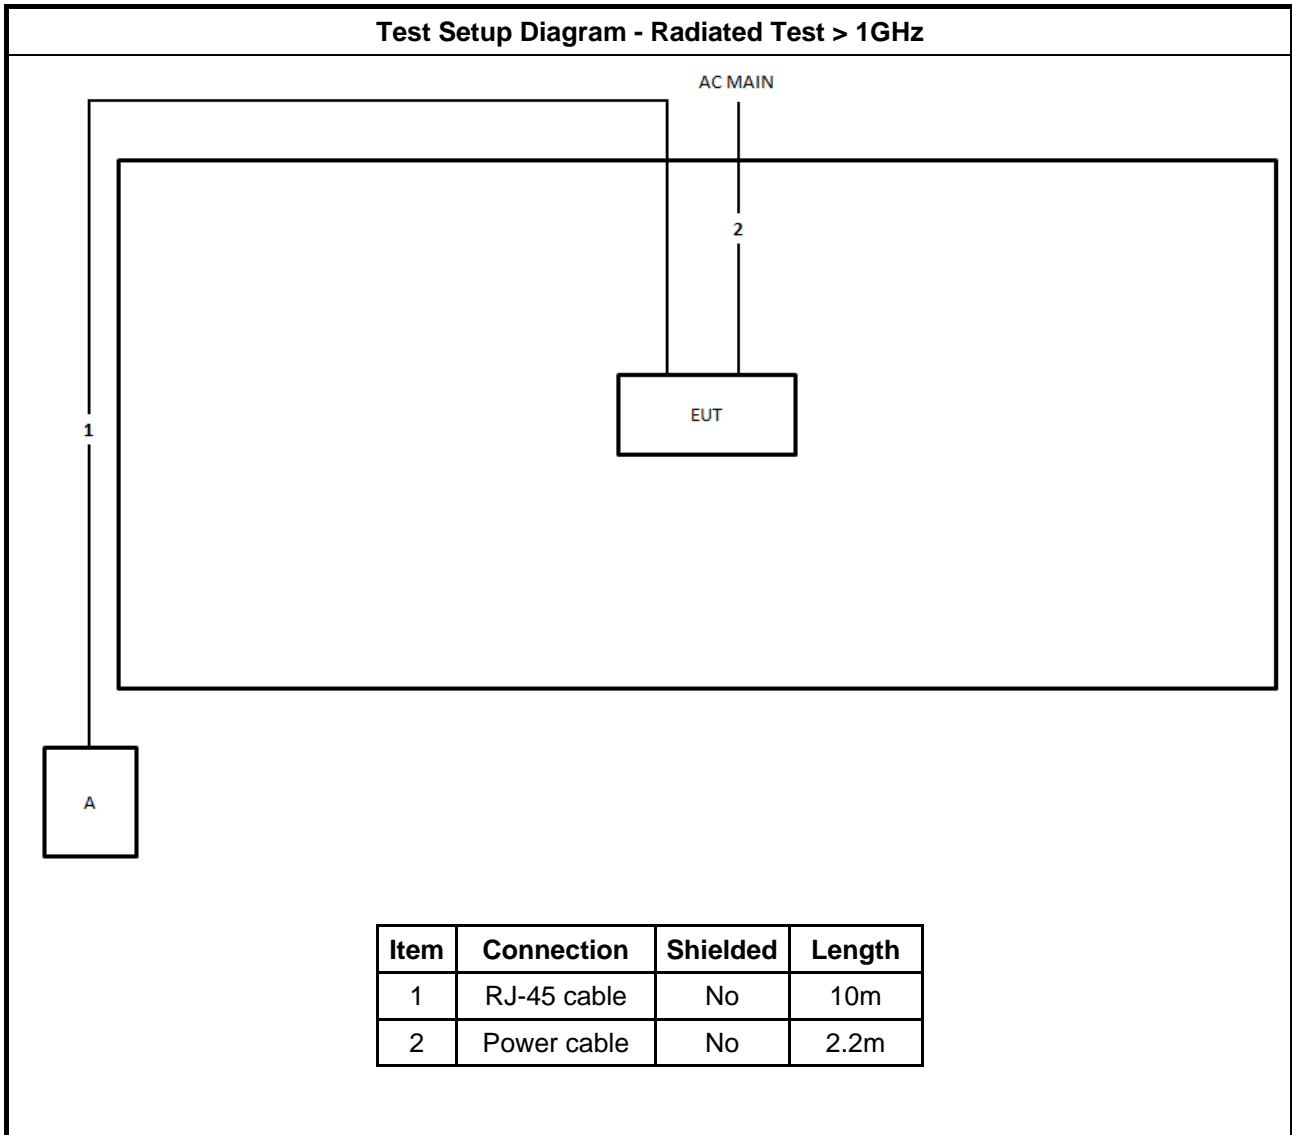 Test Setup Diagram - Radiated Test > 1GHz
AC MAIN
2
EUT
1
A
Item Connection Shielded Length
1 RJ-45 cable No 10m
2 Power cable No 2.2m